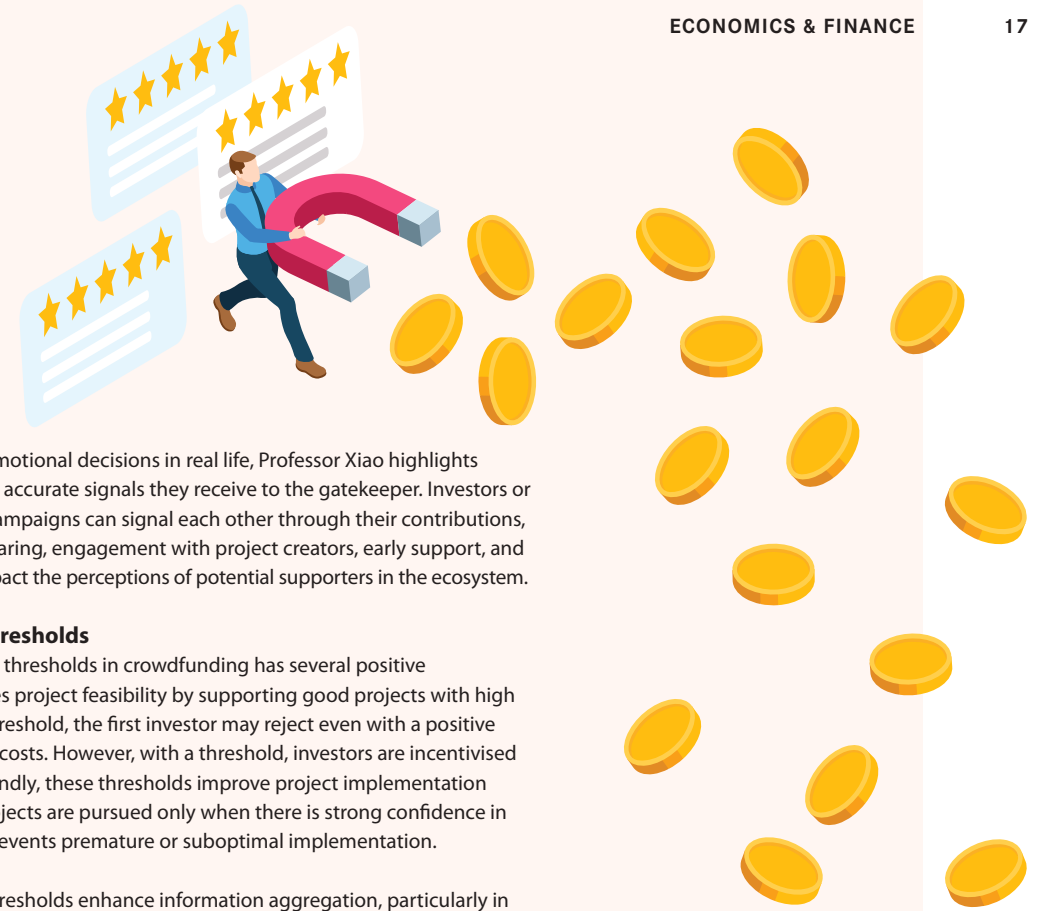 ECONOMICS & FINANCE 17
motional decisions in real life, Professor Xiao highlights
accurate signals they receive to the gatekeeper. Investors or
ampaigns can signal each other through their contributions,
aring, engagement with project creators, early support, and
pact the perceptions of potential supporters in the ecosystem.
resholds
thresholds in crowdfunding has several positive
es project feasibility by supporting good projects with high
reshold, the first investor may reject even with a positive
costs. However, with a threshold, investors are incentivised
ndly, these thresholds improve project implementation
jects are pursued only when there is strong confidence in
events premature or suboptimal implementation.
resholds enhance information aggregation, particularly in